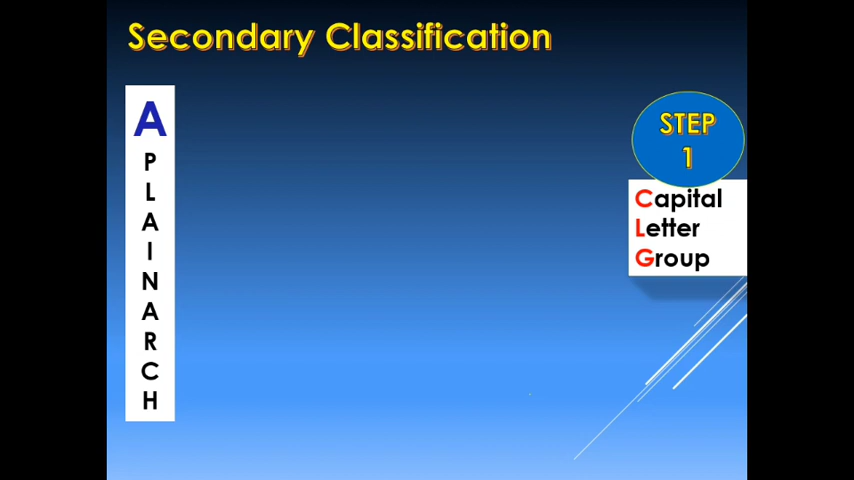 Secondary Classification
A
P
L
A
I
N
A
R
C
H
STEP
1
Capital
Letter
Group